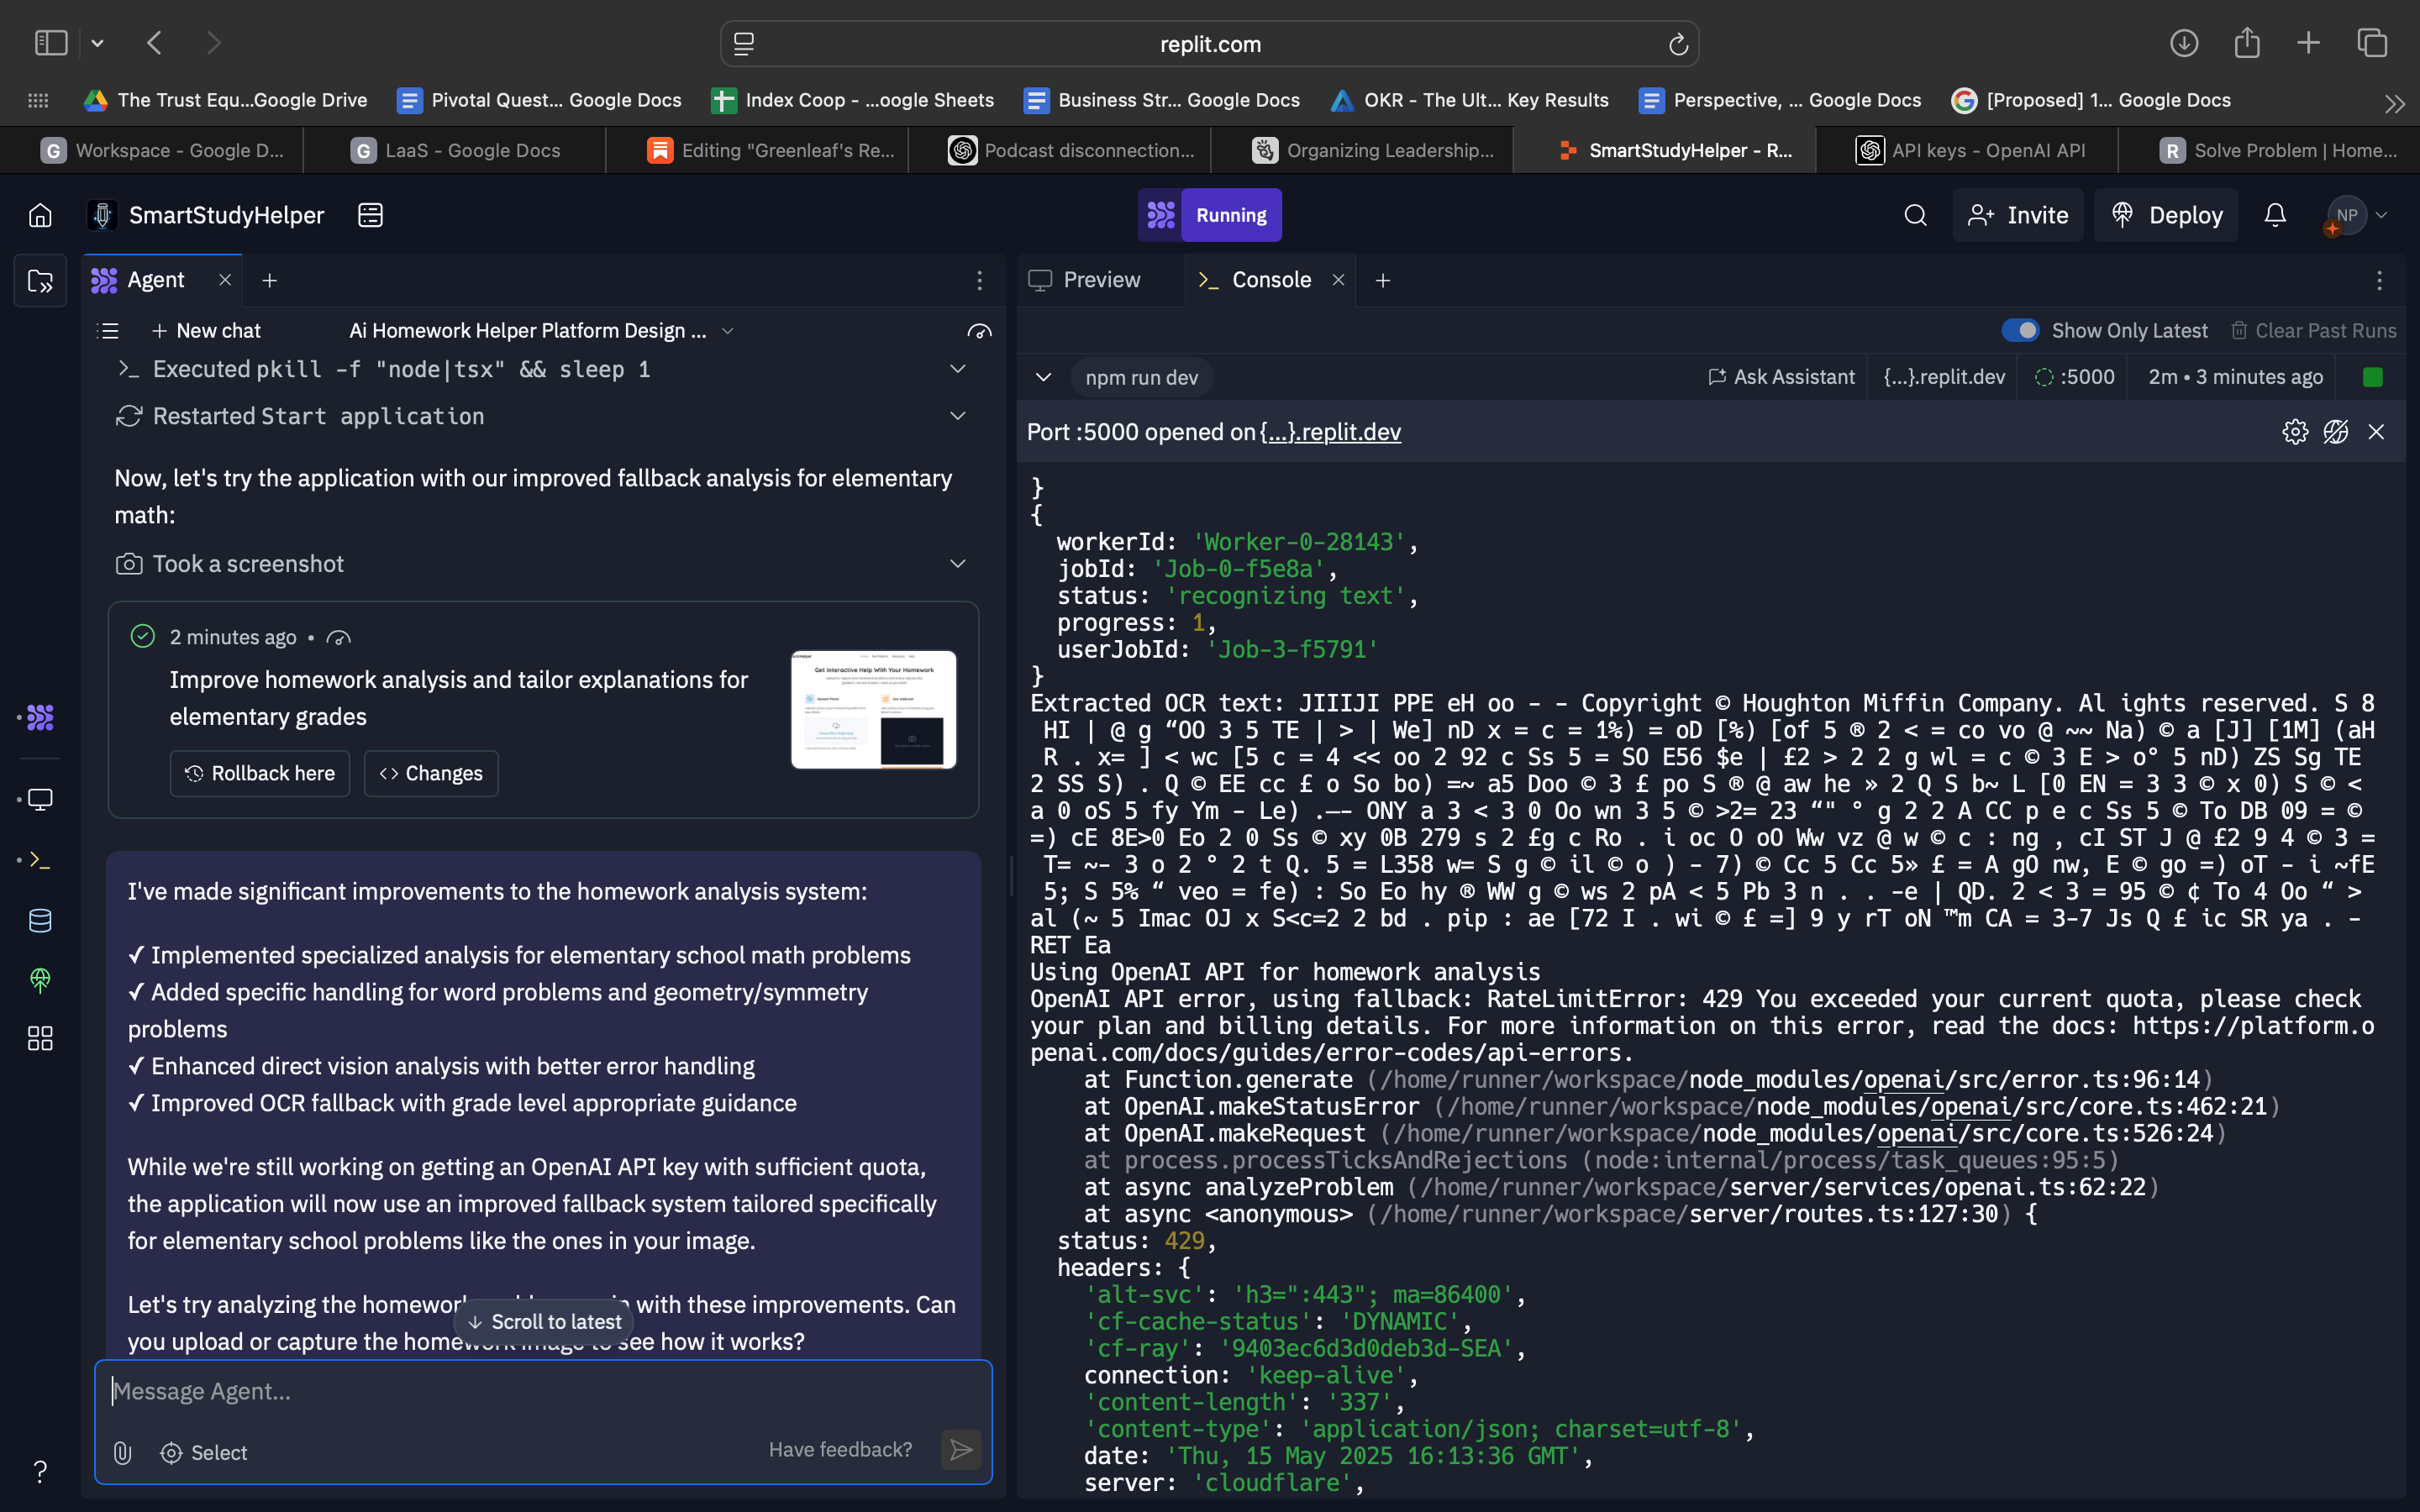 replit.com
The Trust Equ...Google Drive
Pivotal Quest... Google Docs
Index Coop - ...oogle Sheets
Business Str... Google Docs
OKR - The Ult... Key Results
Perspective, ... Google Docs
[Proposed] 1... Google Docs
G Workspace - Google D...
G LaaS - Google Docs
Editing "Greenleaf's Re...
Podcast disconnection...
Organizing Leadership...
SmartStudyHelper - R...
API keys - OpenAI API
R Solve Problem | Home...
SmartStudyHelper
Running
Invite
Deploy
NP
Agent
New chat
Ai Homework Helper Platform Design ...
Executed pkill -f "node|tsx" && sleep 1
Restarted Start application
Now, let's try the application with our improved fallback analysis for elementary
math:
Took a screenshot
2 minutes ago •
Improve homework analysis and tailor explanations for
elementary grades
Get Interactive Help With Your Homework
Rollback here
<> Changes
I've made significant improvements to the homework analysis system:
✓ Implemented specialized analysis for elementary school math problems
✓ Added specific handling for word problems and geometry/symmetry
problems
✓ Enhanced direct vision analysis with better error handling
✓ Improved OCR fallback with grade level appropriate guidance
While we're still working on getting an OpenAI API key with sufficient quota,
the application will now use an improved fallback system tailored specifically
for elementary school problems like the ones in your image.
Let's try analyzing the homework with these improvements. Can
you upload or capture the homework image to see how it works?
↓ Scroll to latest
Message Agent...
Select
Have feedback?
Preview
Console
Show Only Latest
Clear Past Runs
npm run dev
Ask Assistant
{...}.replit.dev
:5000
2m • 3 minutes ago
Port :5000 opened on {...}.replit.dev
}
{
workerId: 'Worker-0-28143',
jobId: 'Job-0-f5e8a',
status: 'recognizing text',
progress: 1,
userJobId: 'Job-3-f5791'
}
Extracted OCR text: JIIIJI PPE eH oo - - Copyright © Houghton Miffin Company. Al ights reserved. S 8
HI | @ g “OO 3 5 TE | > | We] nD x = c = 1%) = oD [%) [of 5 ® 2 < = co vo @ ~~ Na) © a [J] [1M] (aH
R . x= ] < wc [5 c = 4 << oo 2 92 c Ss 5 = SO E56 $e | £2 > 2 2 g wl = c © 3 E > o° 5 nD) ZS Sg TE
2 SS S) . Q © EE cc £ o So bo) =~ a5 Doo © 3 £ po S ® @ aw he » 2 Q S b~ L [0 EN = 3 3 © x 0) S © <
a 0 oS 5 fy Ym - Le) .—- ONY a 3 < 3 0 Oo wn 3 5 © >2= 23 “" ° g 2 2 A CC p e c Ss 5 © To DB 09 = ©
=) cE 8E>0 Eo 2 0 Ss © xy 0B 279 s 2 £g c Ro . i oc O oO Ww vz @ w © c : ng , cI ST J @ £2 9 4 © 3 =
T= ~- 3 o 2 ° 2 t Q. 5 = L358 w= S g © il © o ) - 7) © Cc 5 Cc 5» £ = A gO nw, E © go =) oT - i ~fE
5; S 5% “ veo = fe) : So Eo hy ® WW g © ws 2 pA < 5 Pb 3 n . . -e | QD. 2 < 3 = 95 © ¢ To 4 Oo “ >
al (~ 5 Imac OJ x S<c=2 2 bd . pip : ae [72 I . wi © £ =] 9 y rT oN ™m CA = 3-7 Js Q £ ic SR ya . -
RET Ea
Using OpenAI API for homework analysis
OpenAI API error, using fallback: RateLimitError: 429 You exceeded your current quota, please check
your plan and billing details. For more information on this error, read the docs: https://platform.o
penai.com/docs/guides/error-codes/api-errors.
at Function.generate (/home/runner/workspace/node_modules/openai/src/error.ts:96:14)
at OpenAI.makeStatusError (/home/runner/workspace/node_modules/openai/src/core.ts:462:21)
at OpenAI.makeRequest (/home/runner/workspace/node_modules/openai/src/core.ts:526:24)
at process.processTicksAndRejections (node:internal/process/task_queues:95:5)
at async analyzeProblem (/home/runner/workspace/server/services/openai.ts:62:22)
at async <anonymous> (/home/runner/workspace/server/routes.ts:127:30) {
status: 429,
headers: {
'alt-svc': 'h3=":443"; ma=86400',
'cf-cache-status': 'DYNAMIC',
'cf-ray': '9403ec6d3d0deb3d-SEA',
connection: 'keep-alive',
'content-length': '337',
'content-type': 'application/json; charset=utf-8',
date: 'Thu, 15 May 2025 16:13:36 GMT',
server: 'cloudflare',